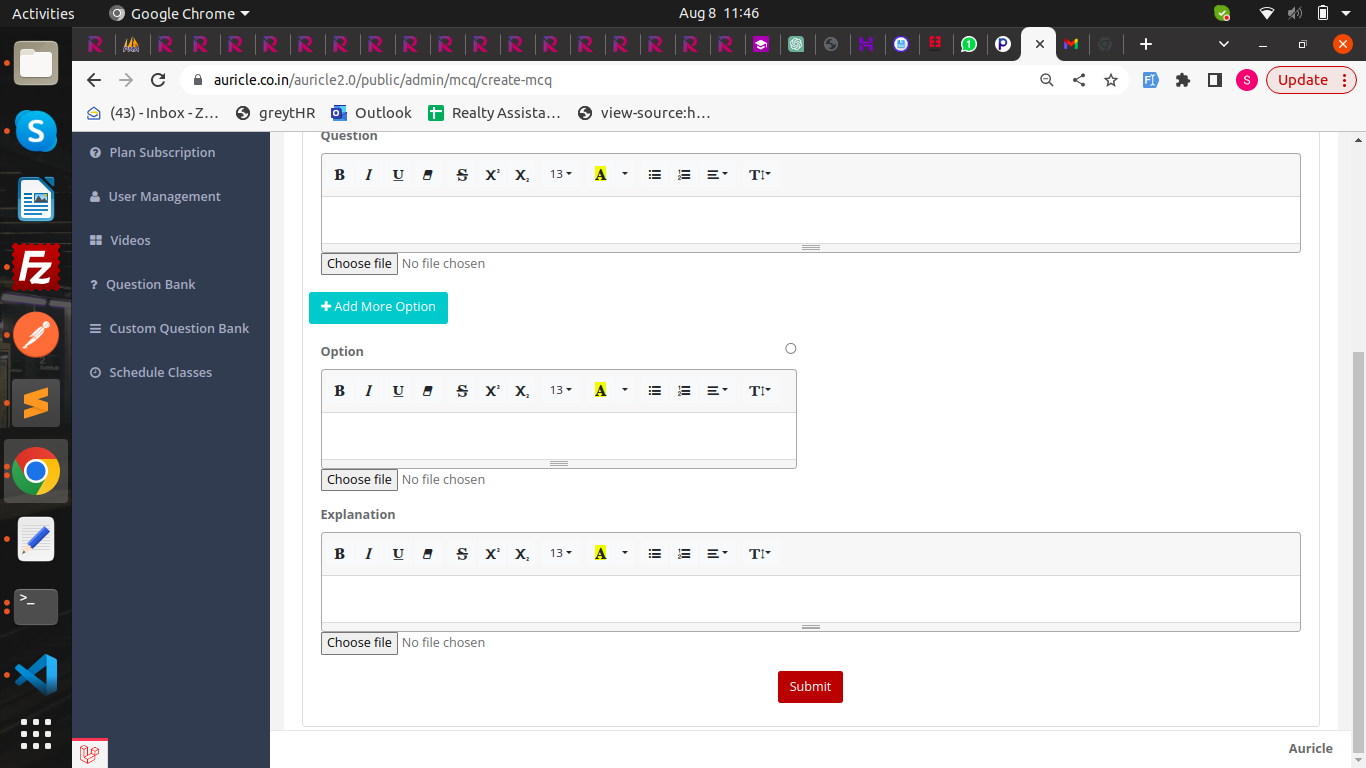 Activities
Google Chrome
Aug 8 11:46
auricle.co.in/auricle2.0/public/admin/mcq/create-mcq
Update
(43) - Inbox - Z...
greytHR
Outlook
Realty Assista...
view-source:h...
Plan Subscription
User Management
Videos
Question Bank
Custom Question Bank
Schedule Classes
Question
B I U S X² X₂ 13 A T
Choose file No file chosen
+ Add More Option
Option
B I U S X² X₂ 13 A T
Choose file No file chosen
Explanation
B I U S X² X₂ 13 A T
Choose file No file chosen
Submit
Auricle